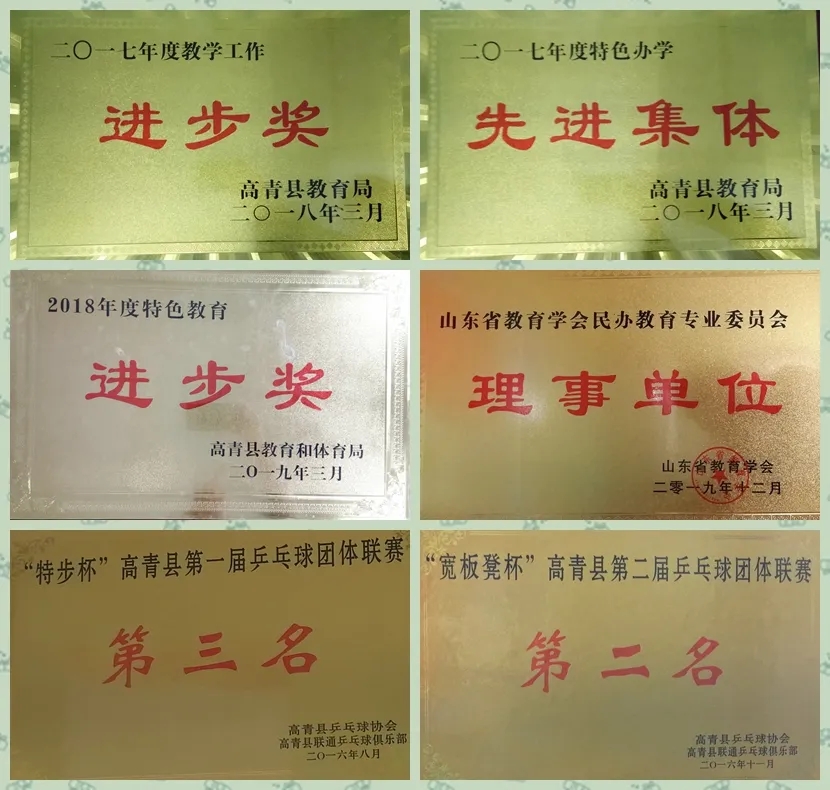 二〇一七年度教学工作
进步奖
高青县教育局
二〇一八年三月
二〇一七年度特色办学
先进集体
高青县教育局
二〇一八年三月
2018年度特色教育
进步奖
高青县教育和体育局
二〇一九年三月
山东省教育学会民办教育专业委员会
理事单位
山东省教育学会
二零一九年十二月
“特步杯”高青县第一届乒乓球团体联赛
第三名
高青县乒乓球协会
高青县联通乒乓球俱乐部
二〇一六年八月
“宽板凳杯”高青县第二届乒乓球团体联赛
第二名
高青县乒乓球协会
高青县联通乒乓球俱乐部
二〇一六年十一月